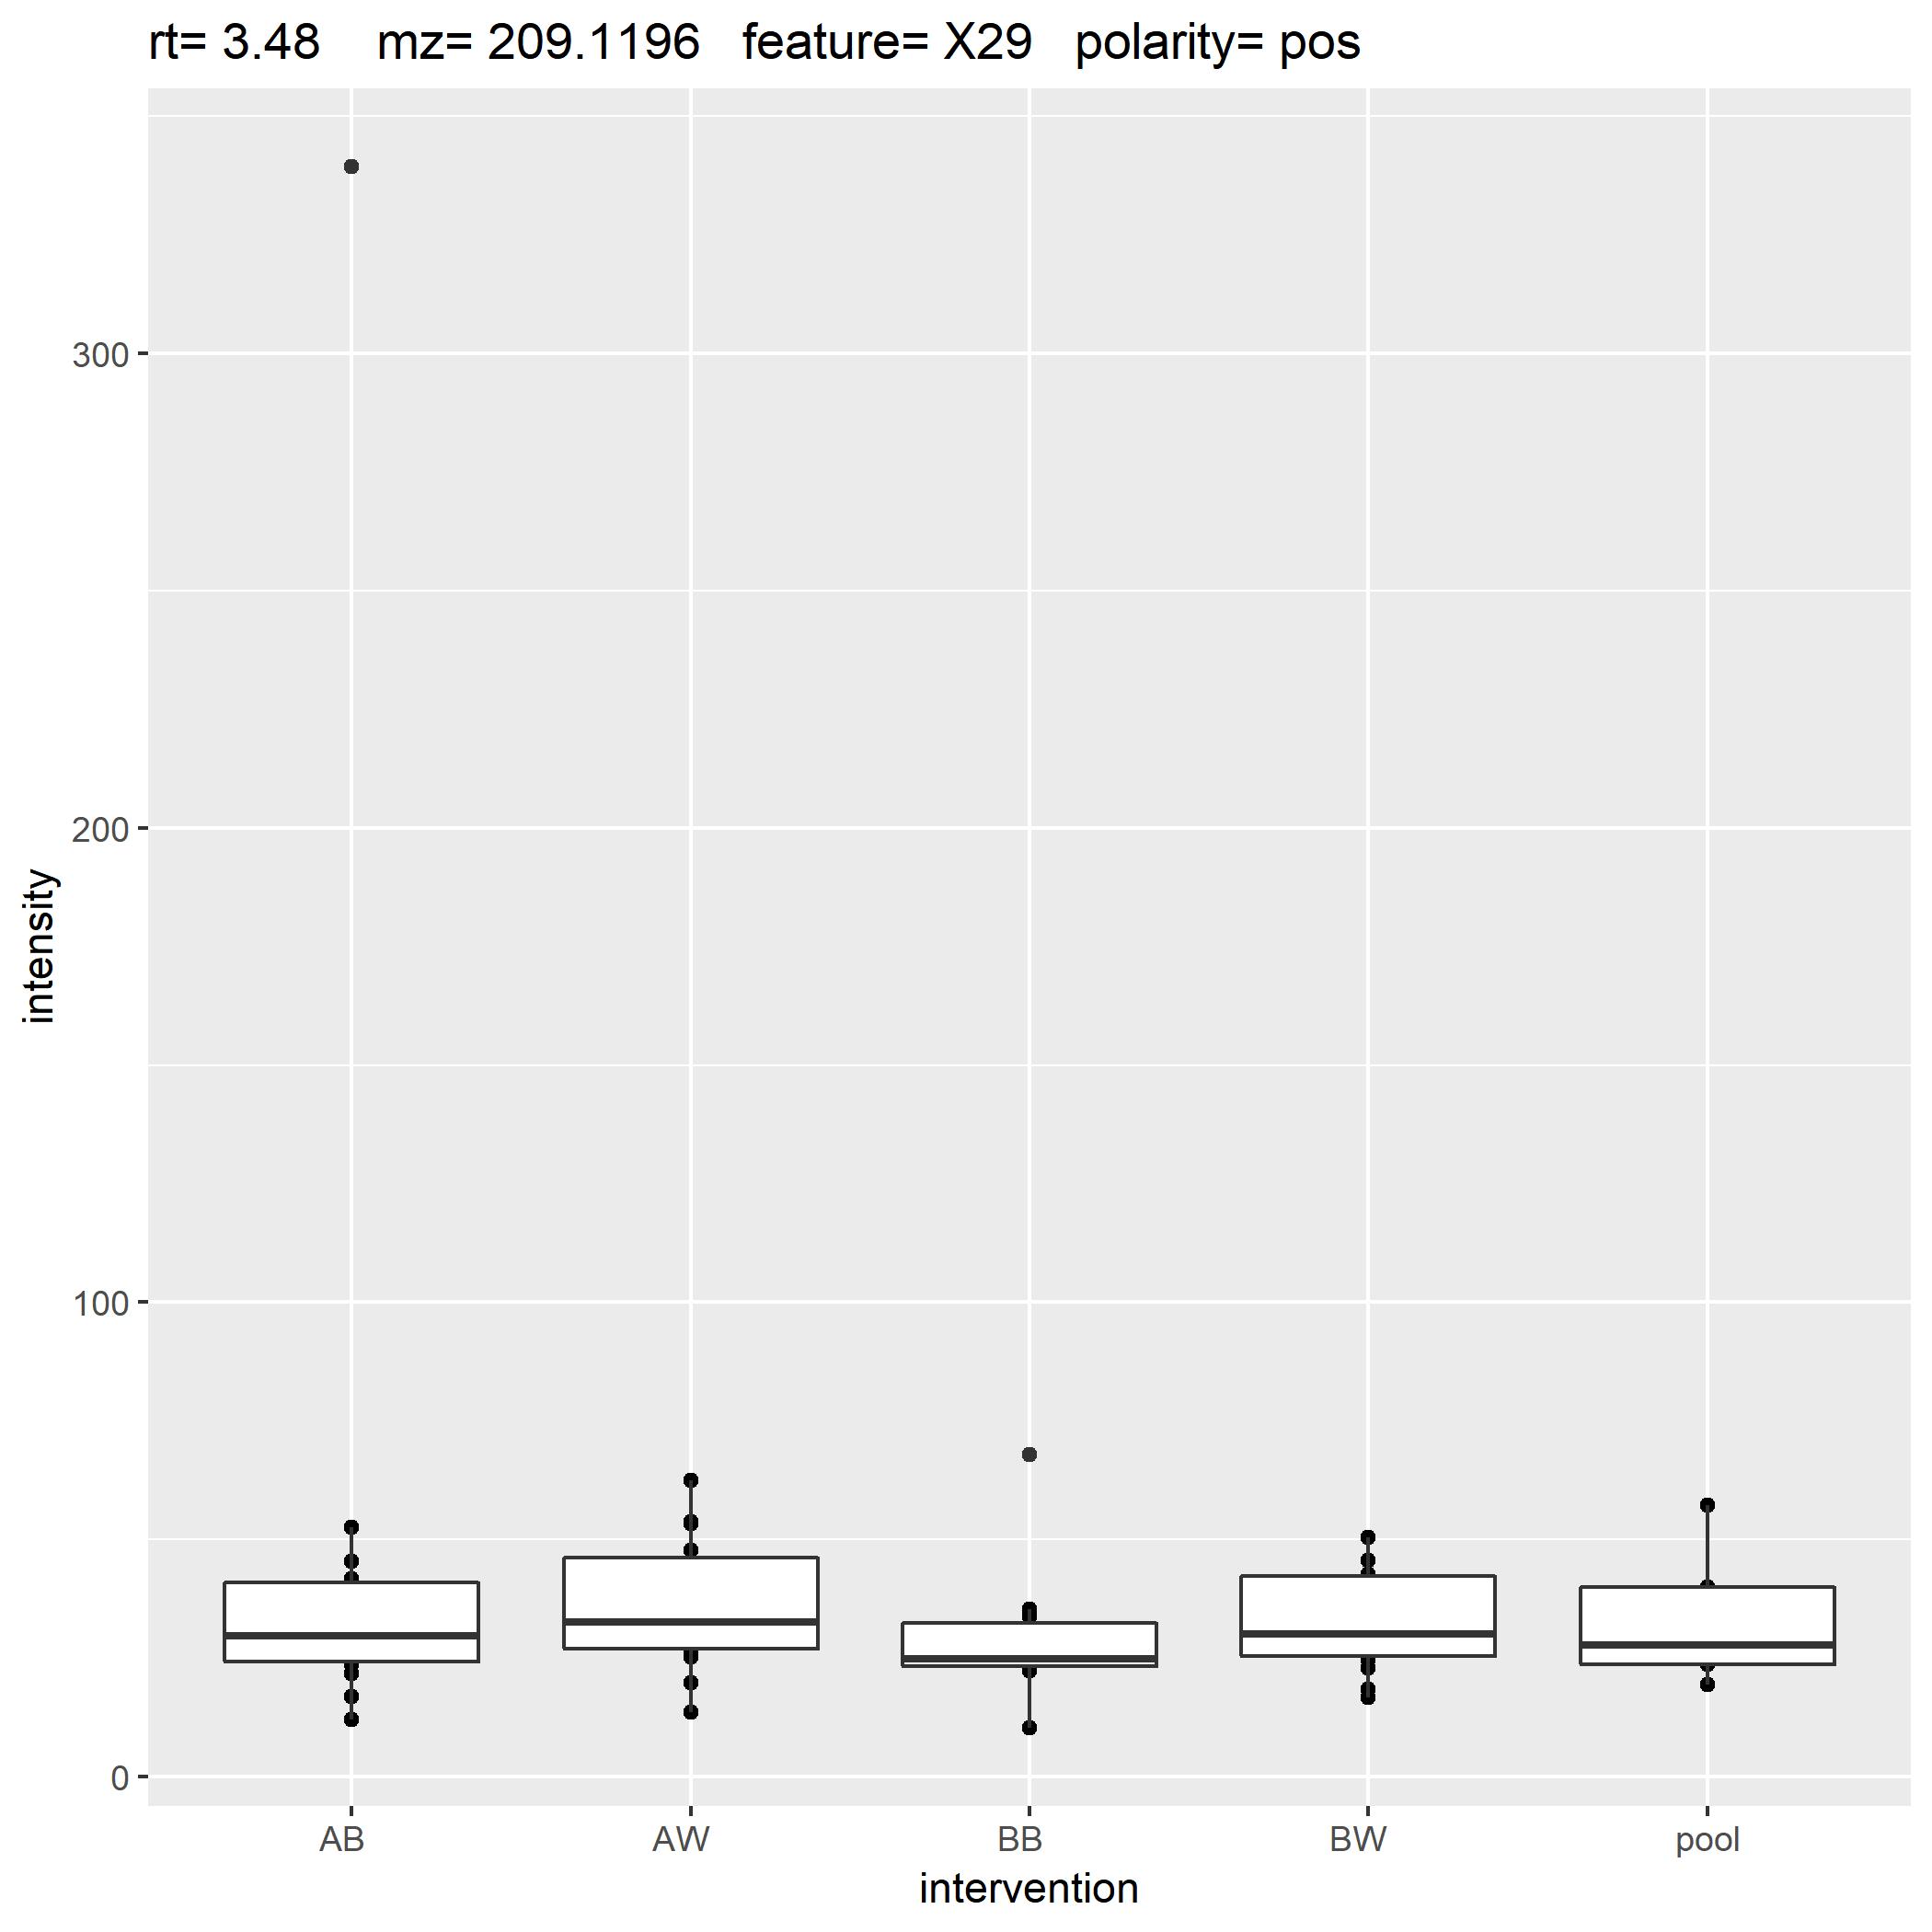 rt= 3.48    mz= 209.1196   feature= X29   polarity= pos
300
200
100
0
intensity
AB AW BB BW pool
intervention